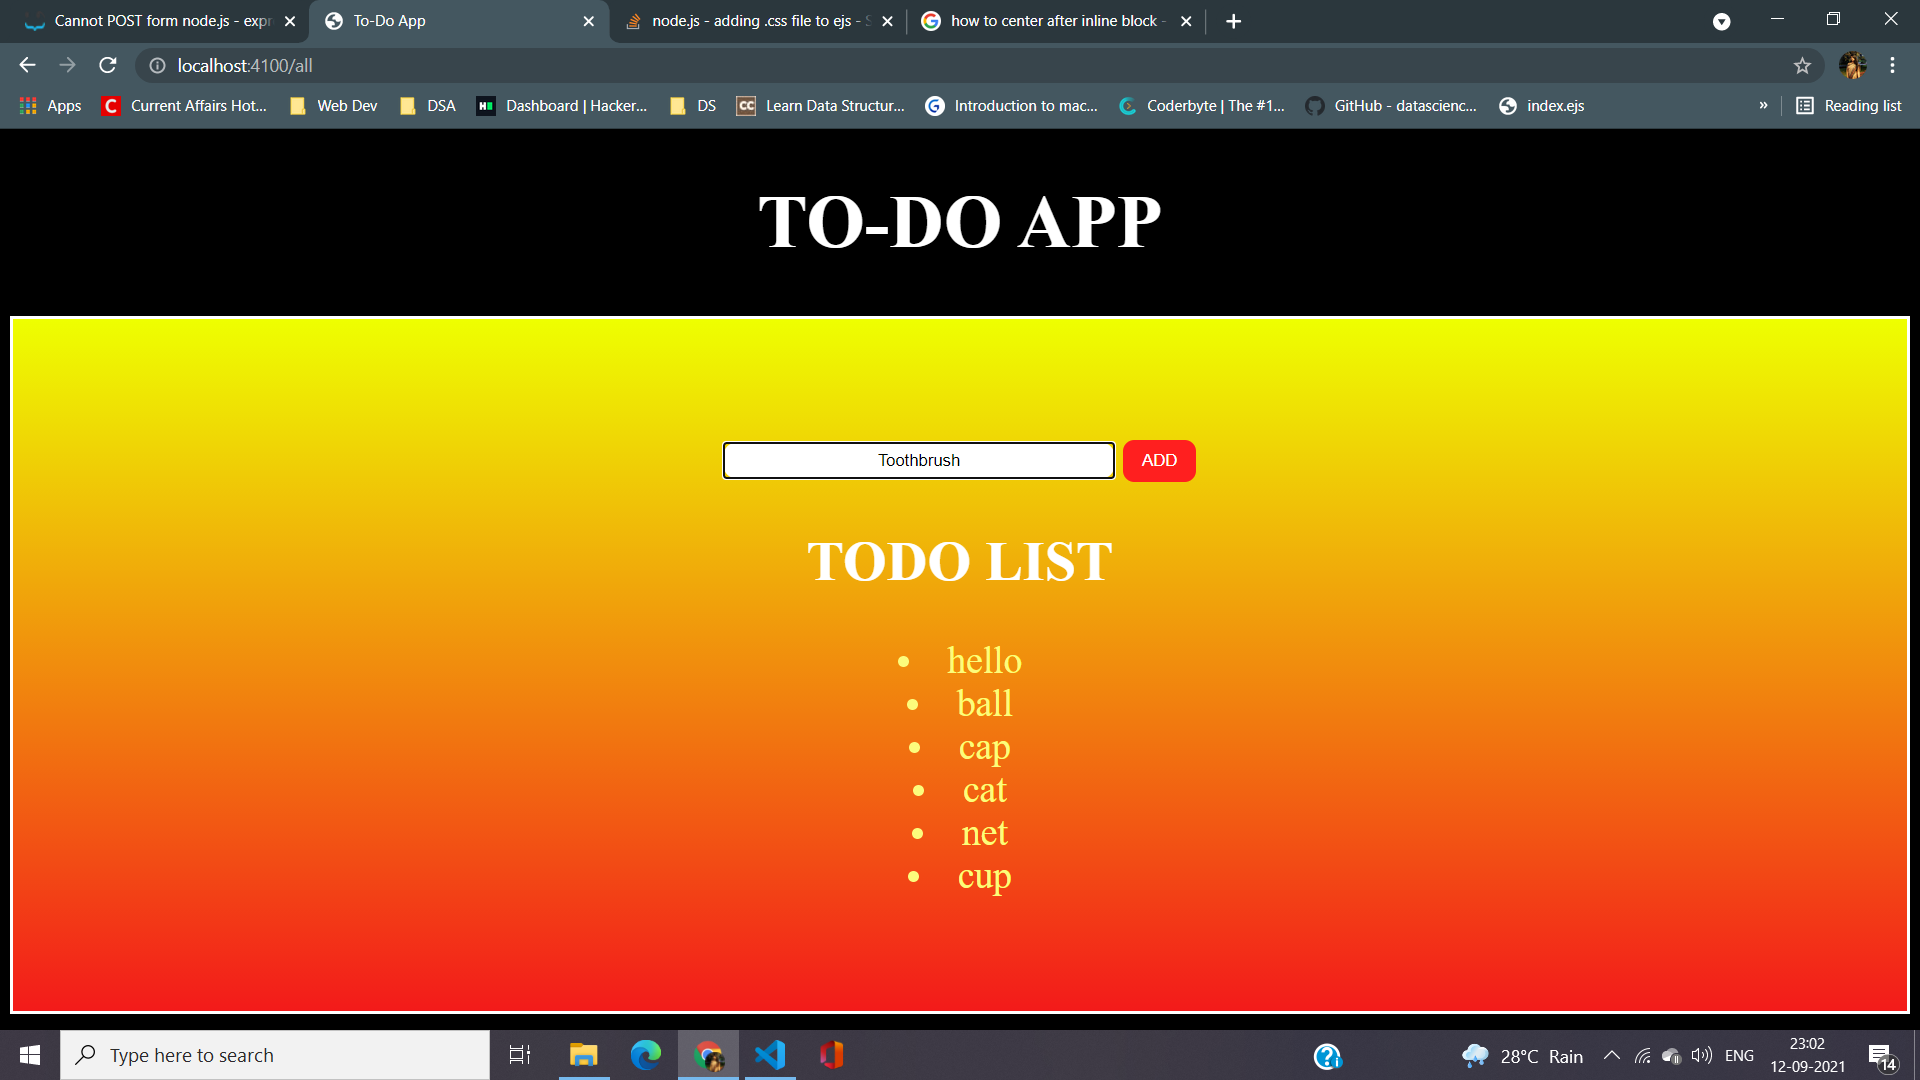 Cannot POST form node.js - expr
To-Do App
node.js - adding .css file to ejs - S
how to center after inline block -
localhost:4100/all
Apps
Current Affairs Hot...
Web Dev
DSA
Dashboard | Hacker...
DS
Learn Data Structur...
Introduction to mac...
Coderbyte | The #1...
GitHub - datascienc...
index.ejs
»
Reading list
TO-DO APP
Toothbrush
ADD
TODO LIST
• hello
• ball
• cap
• cat
• net
• cup
Type here to search
28°C Rain
ENG
23:02
12-09-2021
14